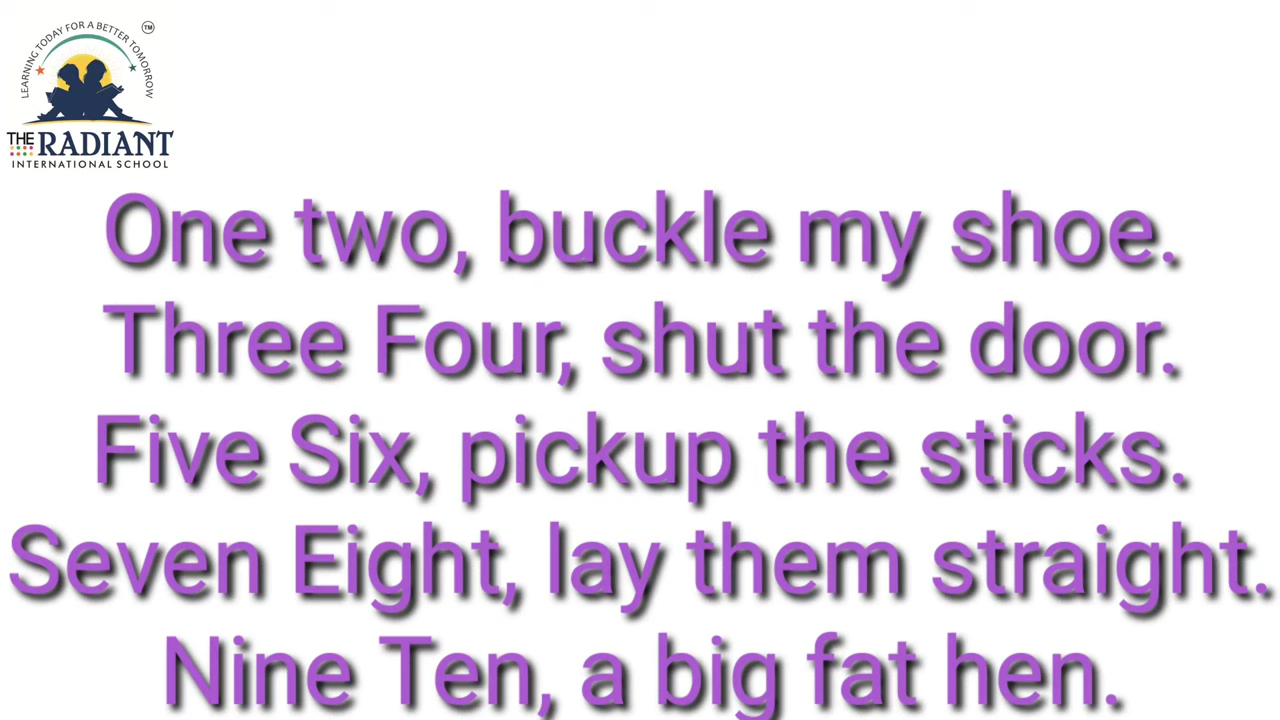 LEARNING TODAY FOR A BETTER TOMORROW
TM
THE RADIANT
INTERNATIONAL SCHOOL
One two, buckle my shoe.
Three Four, shut the door.
Five Six, pickup the sticks.
Seven Eight, lay them straight.
Nine Ten, a big fat hen.